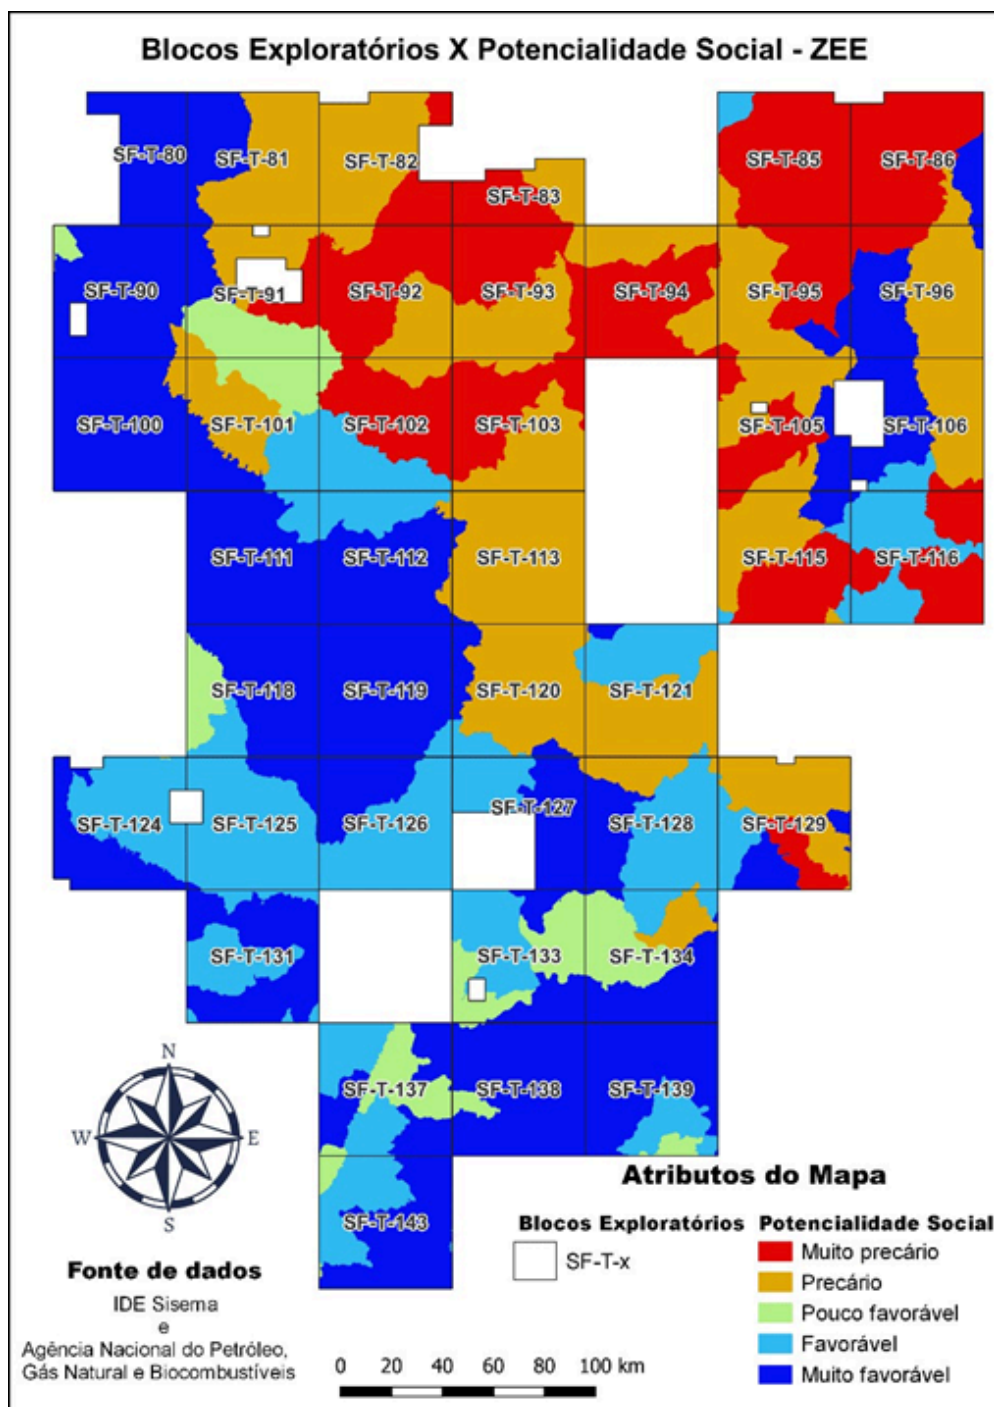 Blocos Exploratórios X Potencialidade Social - ZEE
SF-T-80
SF-T-81
SF-T-82
SF-T-83
SF-T-85
SF-T-86
SF-T-90
SF-T-91
SF-T-92
SF-T-93
SF-T-94
SF-T-95
SF-T-96
SF-T-100
SF-T-101
SF-T-102
SF-T-103
SF-T-105
SF-T-106
SF-T-111
SF-T-112
SF-T-113
SF-T-115
SF-T-116
SF-T-118
SF-T-119
SF-T-120
SF-T-121
SF-T-124
SF-T-125
SF-T-126
SF-T-127
SF-T-128
SF-T-129
SF-T-131
SF-T-133
SF-T-134
SF-T-137
SF-T-138
SF-T-139
SF-T-143
N
W
E
S
Fonte de dados
IDE Sisema
e
Agência Nacional do Petróleo,
Gás Natural e Biocombustíveis
0 20 40 60 80 100 km
Atributos do Mapa
Blocos Exploratórios
SF-T-x
Potencialidade Social
Muito precário
Precário
Pouco favorável
Favorável
Muito favorável